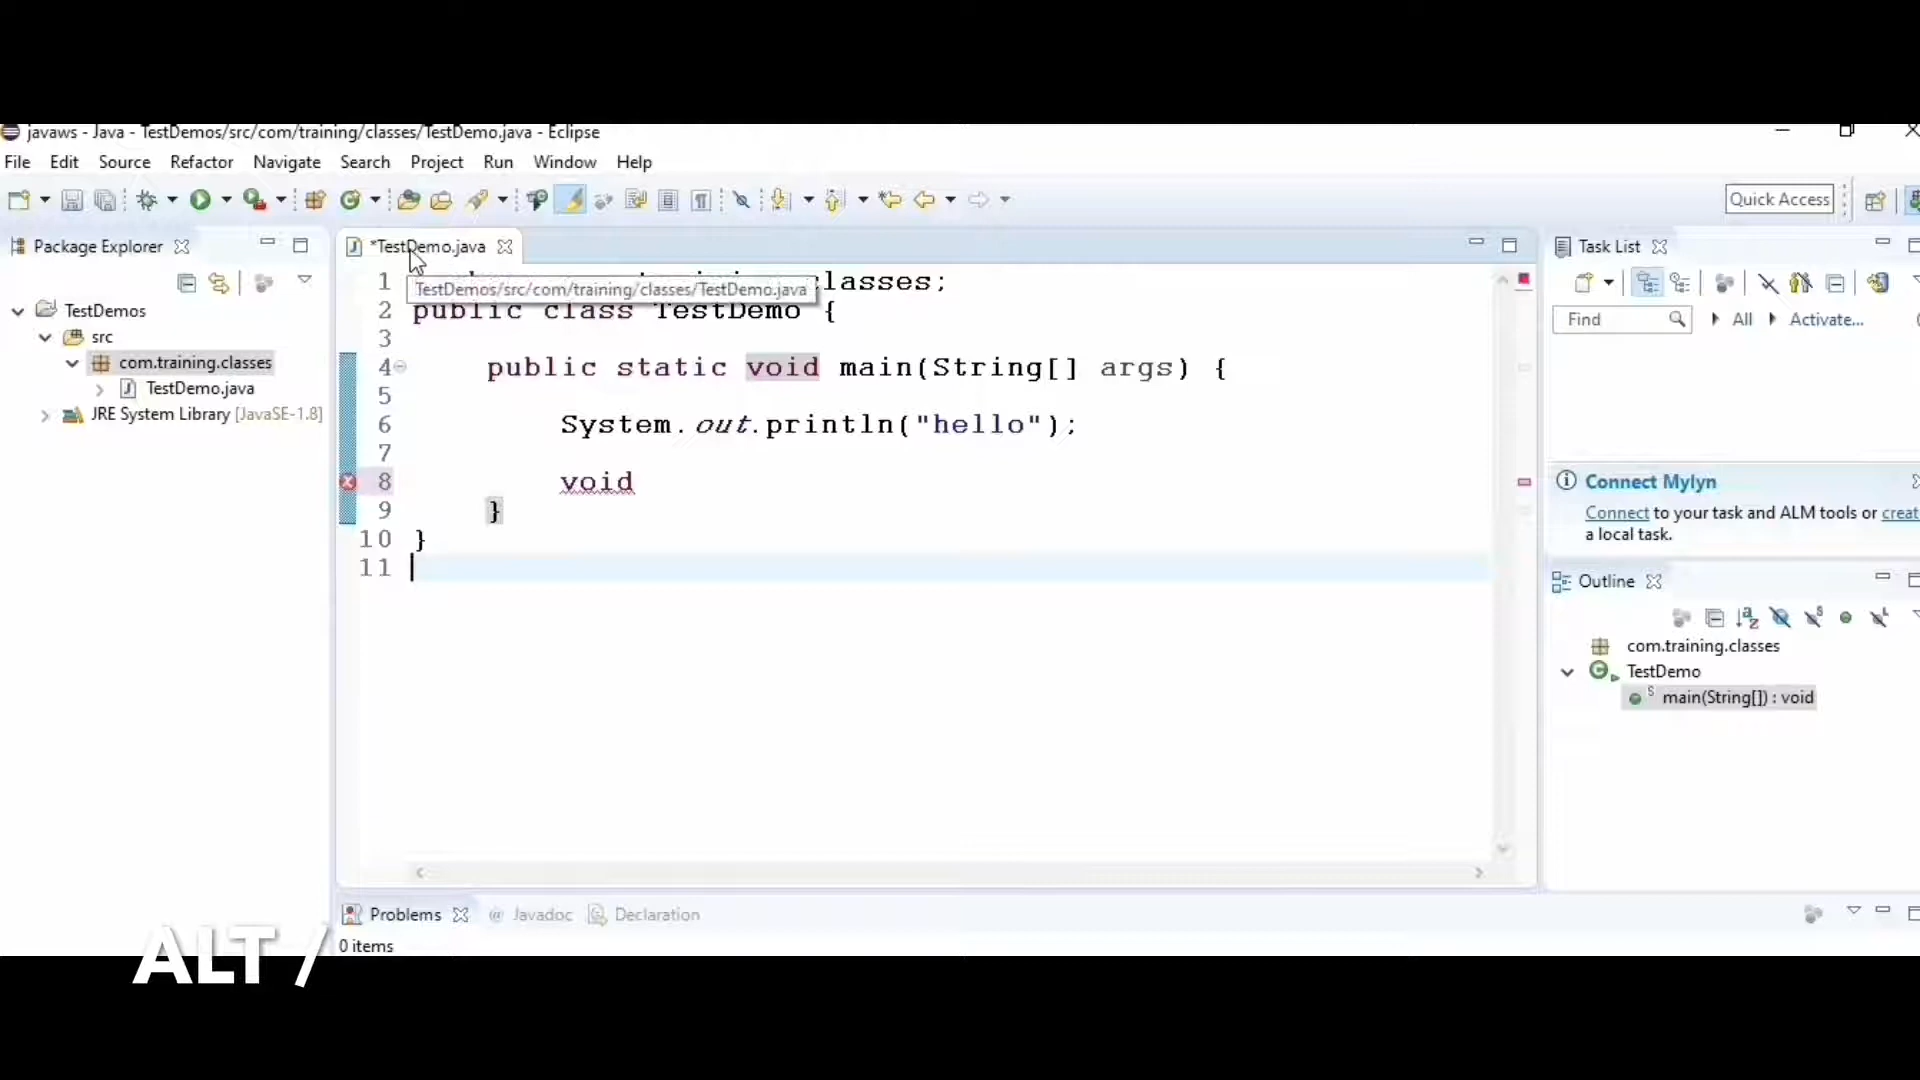 javaws - Java - TestDemos/src/com/training/classes/TestDemo.java - Eclipse
File Edit Source Refactor Navigate Search Project Run Window Help
Quick Access
Package Explorer
*TestDemo.java
Task List
1 classes;
TestDemos/src/com/training/classes/TestDemo.java
2 public class TestDemo {
3
4 public static void main(String[] args) {
5
6 System.out.println("hello");
7
8 void
9 }
10 }
11
TestDemos
src
com.training.classes
TestDemo.java
JRE System Library [JavaSE-1.8]
Find All Activate...
Connect Mylyn
Connect to your task and ALM tools or creat
a local task.
Outline
com.training.classes
TestDemo
main(String[]) : void
Problems @ Javadoc Declaration
0 items
ALT /